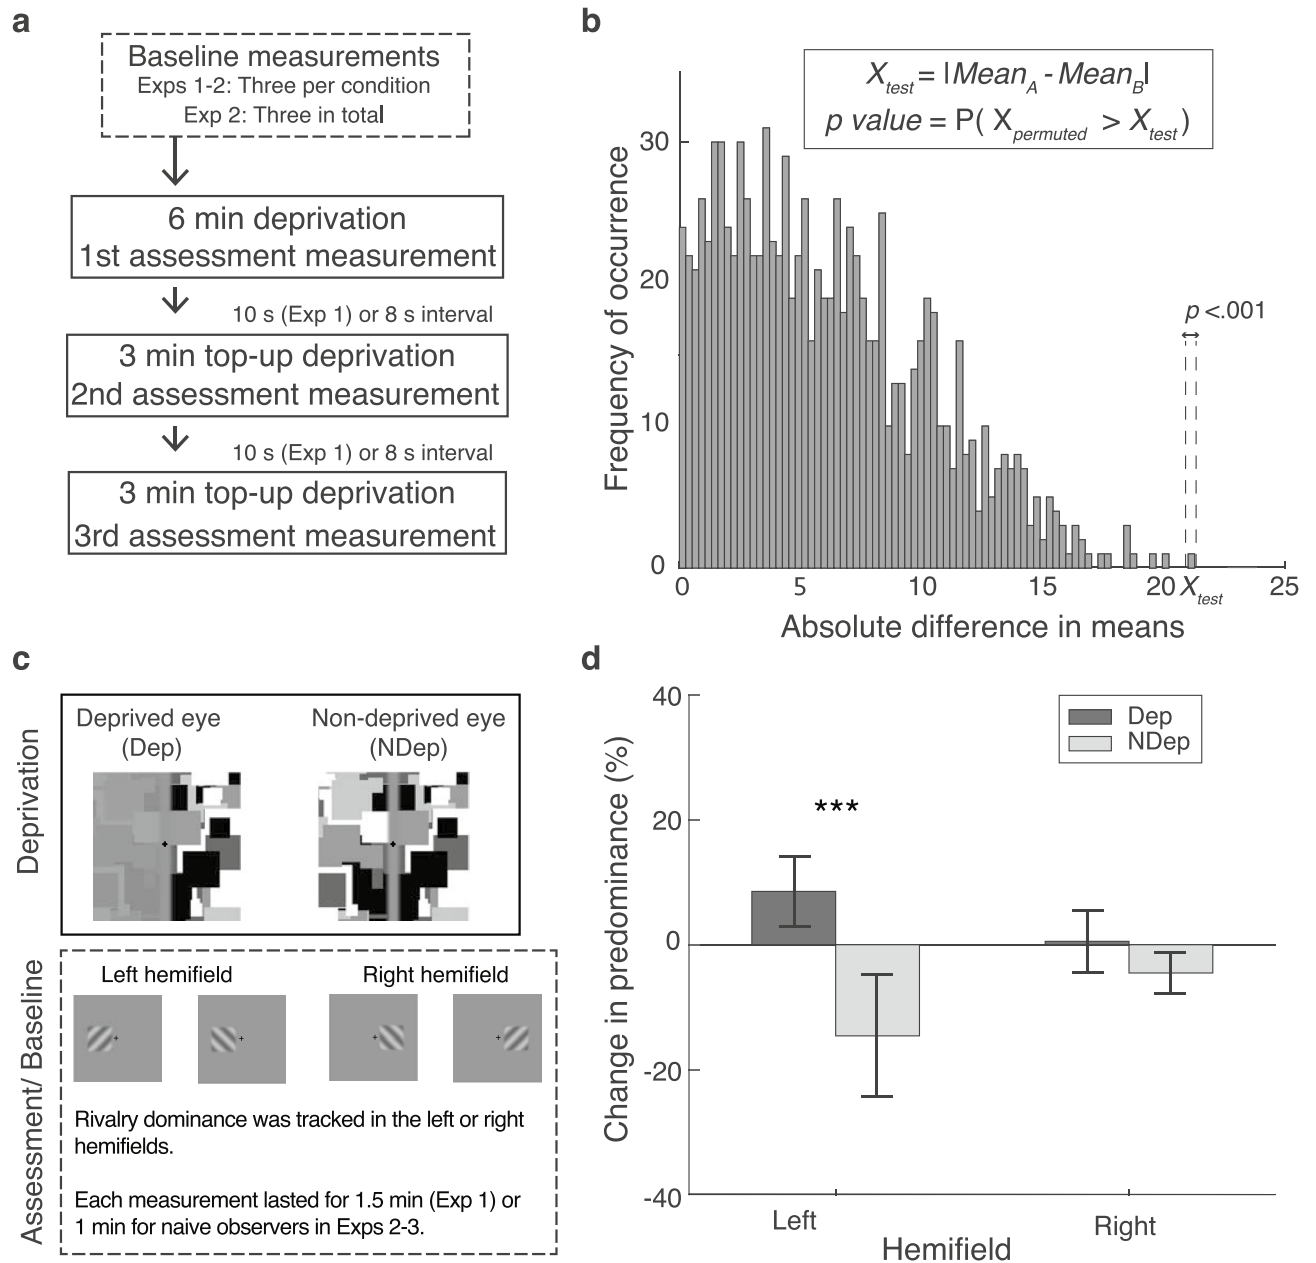 a
Baseline measurements
Exps 1-2: Three per condition
Exp 2: Three in total
6 min deprivation
1st assessment measurement
10 s (Exp 1) or 8 s interval
3 min top-up deprivation
2nd assessment measurement
10 s (Exp 1) or 8 s interval
3 min top-up deprivation
3rd assessment measurement
b
X_test = |Mean_A - Mean_B|
p value = P( X_permuted > X_test )
Frequency of occurrence
30
20
10
0
p <.001
0 5 10 15 20 X_test 25
Absolute difference in means
c
Deprivation
Deprived eye
(Dep)
Non-deprived eye
(NDep)
Assessment/ Baseline
Left hemifield
Right hemifield
Rivalry dominance was tracked in the left or right
hemifields.
Each measurement lasted for 1.5 min (Exp 1) or
1 min for naive observers in Exps 2-3.
d
Change in predominance (%)
40
20
0
-20
-40
Dep
NDep
***
Left Right
Hemifield